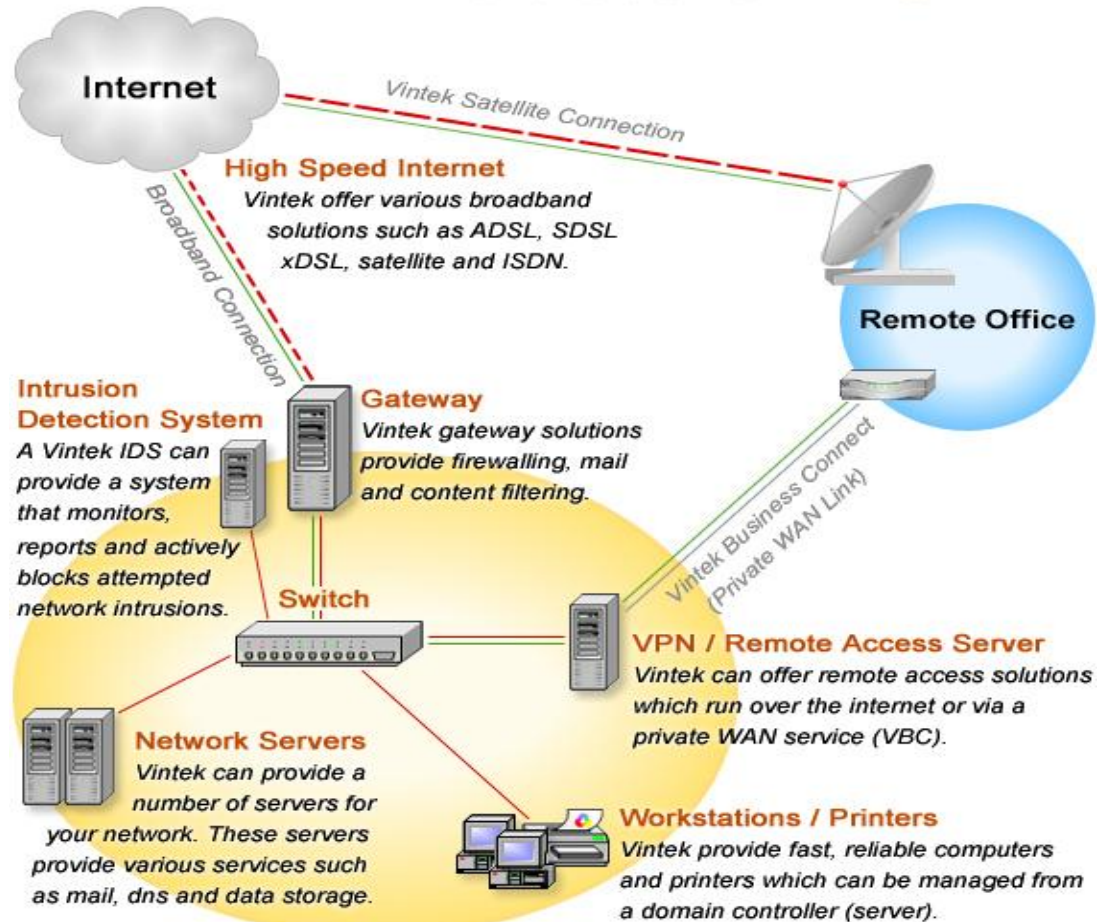 Internet
Vintek Satellite Connection
High Speed Internet
Vintek offer various broadband
solutions such as ADSL, SDSL
xDSL, satellite and ISDN.
Broadband Connection
Remote Office
Intrusion
Detection System
A Vintek IDS can
provide a system
that monitors,
reports and actively
blocks attempted
network intrusions.
Gateway
Vintek gateway solutions
provide firewalling, mail
and content filtering.
Vintek Business Connect
(Private WAN Link)
Switch
VPN / Remote Access Server
Vintek can offer remote access solutions
which run over the internet or via a
private WAN service (VBC).
Network Servers
Vintek can provide a
number of servers for
your network. These servers
provide various services such
as mail, dns and data storage.
Workstations / Printers
Vintek provide fast, reliable computers
and printers which can be managed from
a domain controller (server).